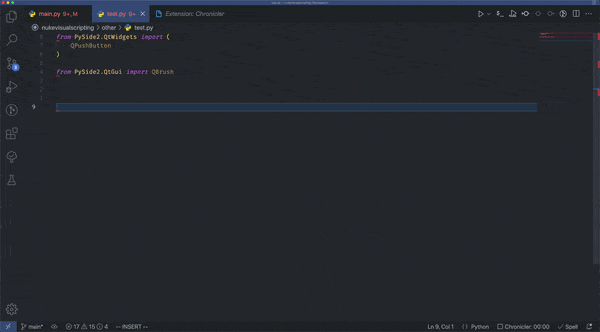 main.py 9+, M
test.py 9+
Extension: Chronicler
nukevisualscripting > other > test.py
from PySide2.QtWidgets import (
QPushButton
)
from PySide2.QtGui import QBrush
9
main*
17 15 4
-- INSERT --
Ln 9, Col 1
Python
Chronicler: 00:00
Spell